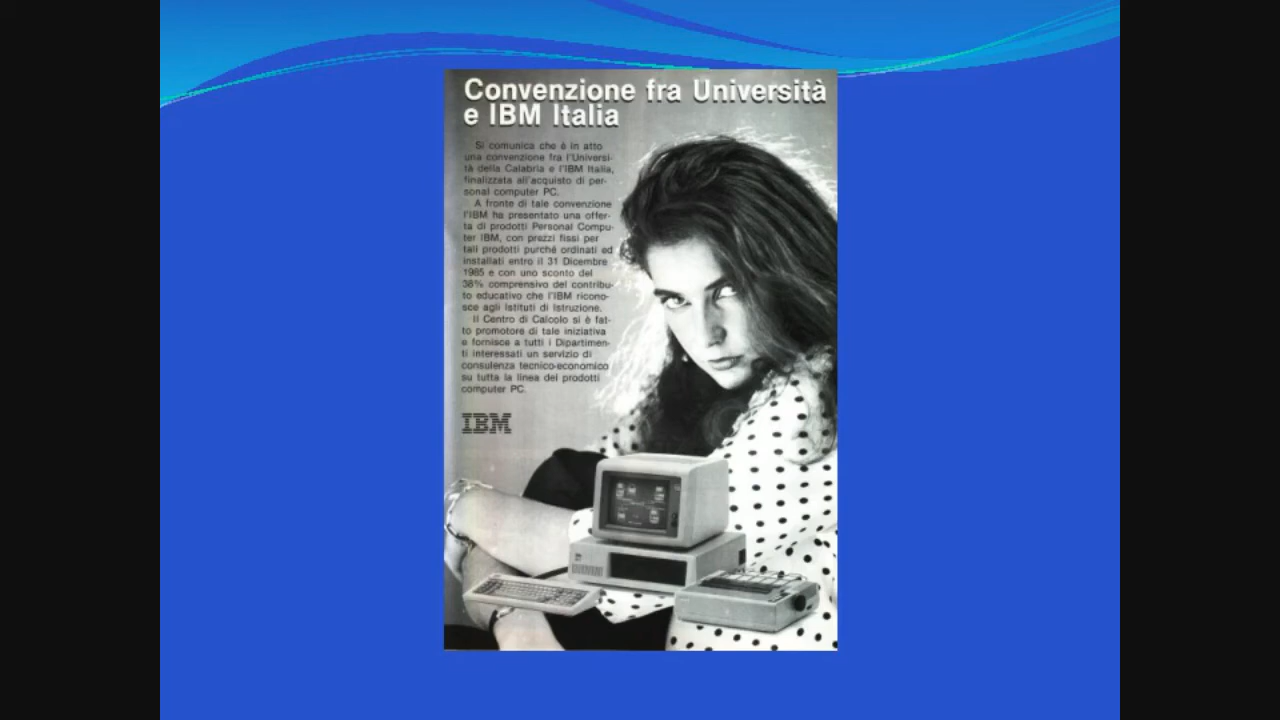 Convenzione fra Università
e IBM Italia
Si comunica che è in atto
una convenzione fra l'Universi-
tà della Calabria e l'IBM Italia,
finalizzata all'acquisto di per-
sonal computer PC.
A fronte di tale convenzione
l'IBM ha presentato una offer-
ta di prodotti Personal Compu-
ter IBM, con prezzi fissi per
tali prodotti purché ordinati ed
installati entro il 31 Dicembre
1985 e con uno sconto del
38% comprensivo del contribu-
to educativo che l'IBM ricono-
sce agli Istituti di Istruzione.
Il Centro di Calcolo si è fat-
to promotore di tale iniziativa
e fornisce a tutti i Dipartimen-
ti interessati un servizio di
consulenza tecnico-economico
su tutta la linea dei prodotti
computer PC.
IBM